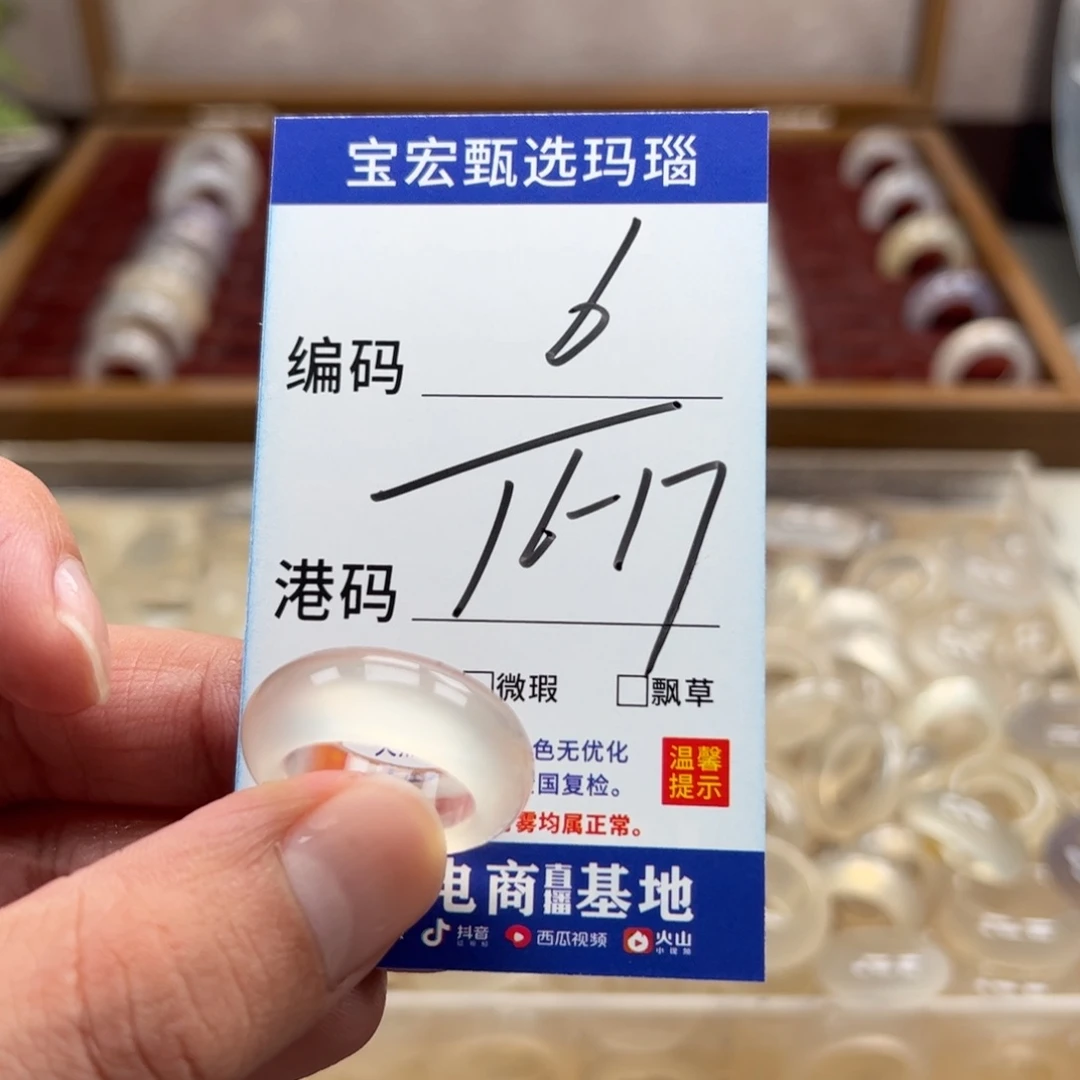 宝宏甄选玛瑙
编码 6
港码 16-17
微瑕 飘草
色无优化
国复检。
温馨提示
雾均属正常。
电商直播基地
抖音 西瓜视频 火山